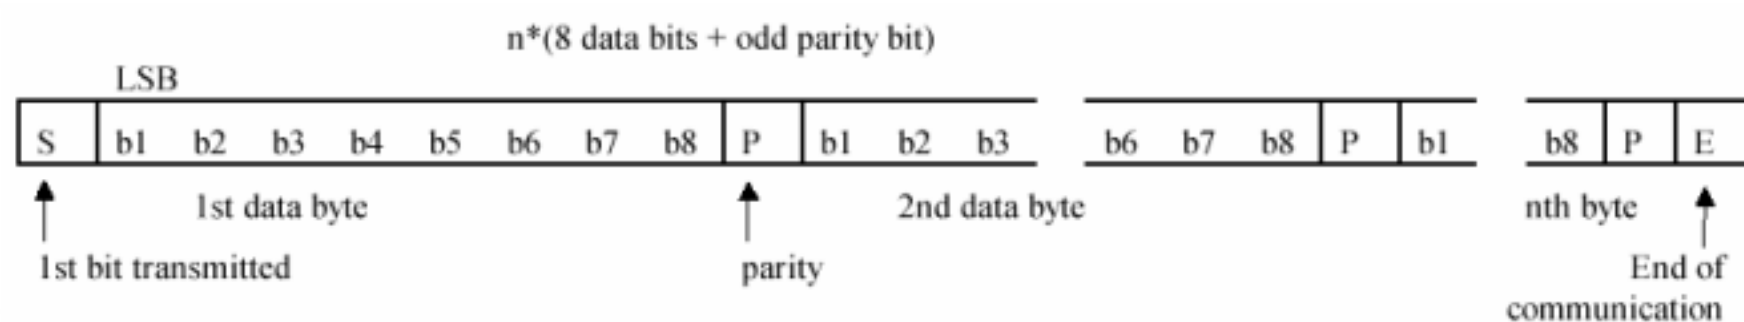 n*(8 data bits + odd parity bit)
LSB
S b1 b2 b3 b4 b5 b6 b7 b8 P b1 b2 b3 b6 b7 b8 P b1 b8 P E
1st data byte 2nd data byte nth byte
1st bit transmitted parity End of
communication